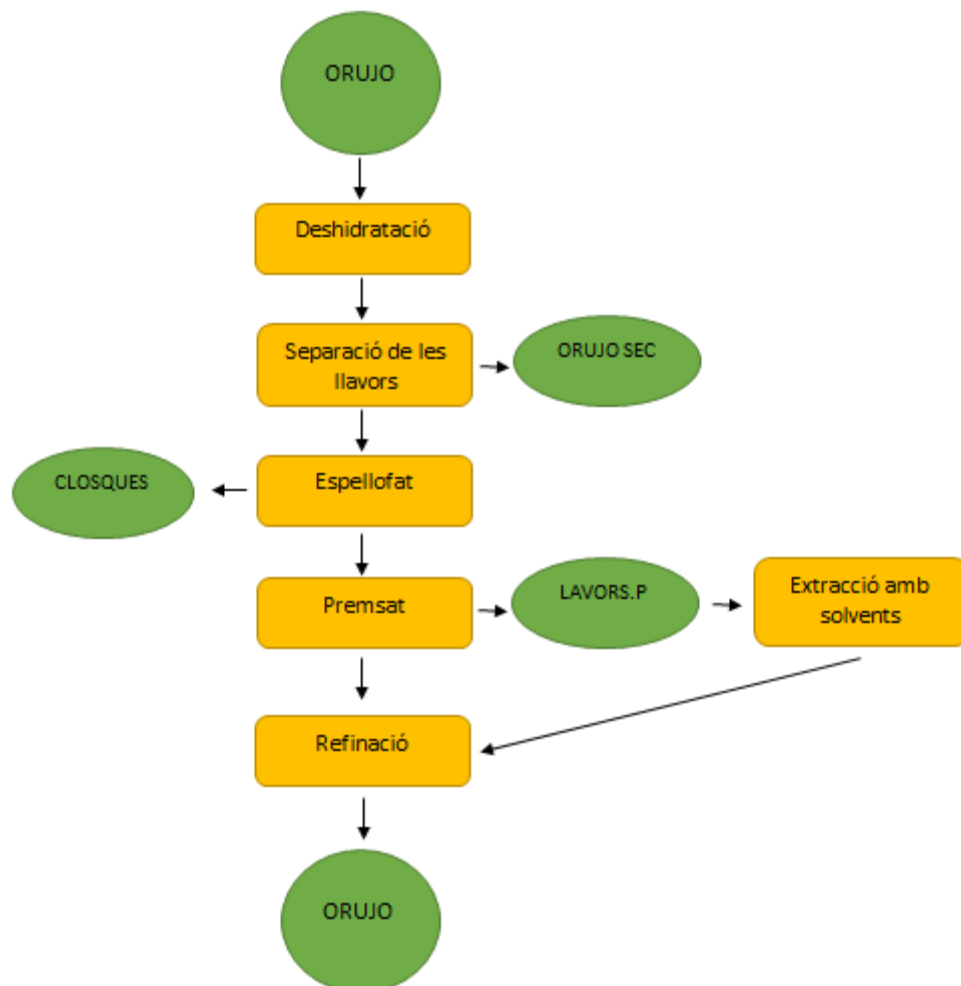 ORUJO
Deshidratació
Separació de les
llavors
ORUJO SEC
CLOSQUES
Espellofat
Premsat
LAVORS.P
Extracció amb
solvents
Refinació
ORUJO